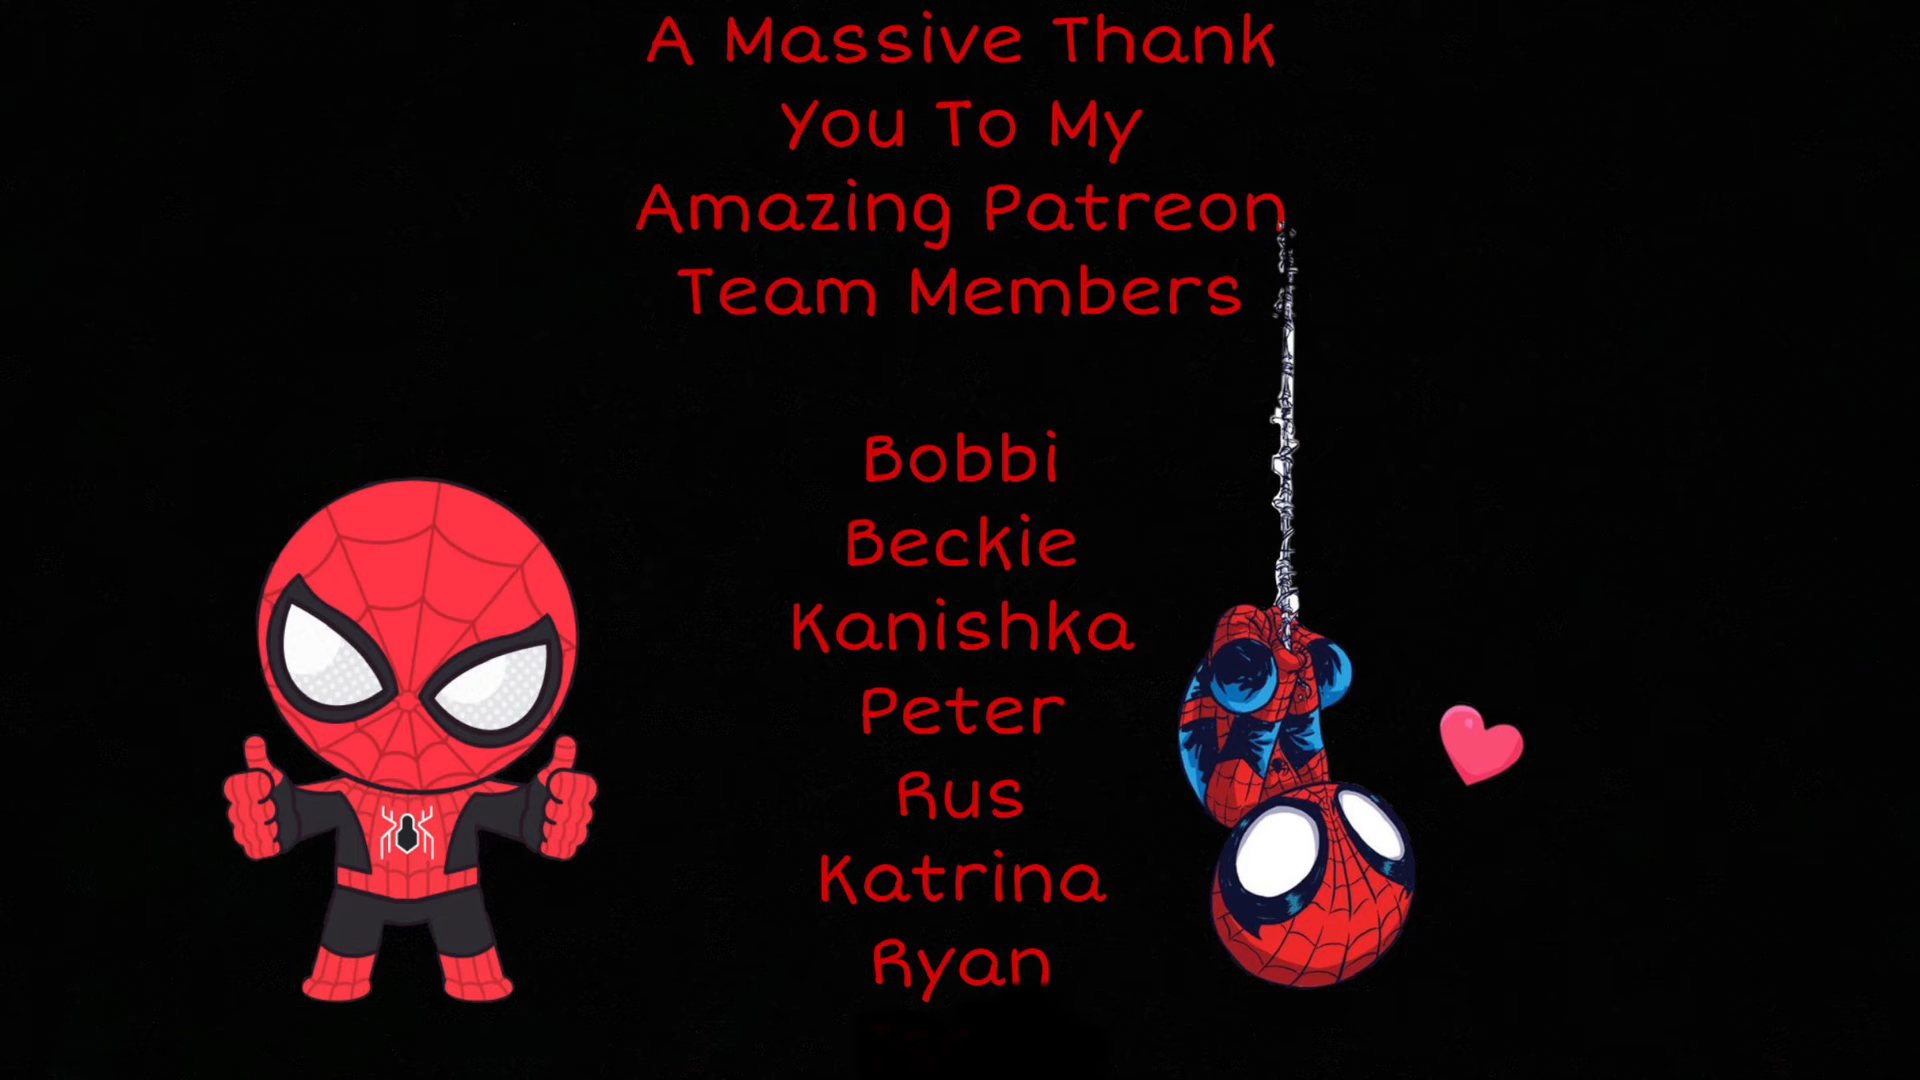 A Massive Thank
You To My
Amazing Patreon
Team Members
Bobbi
Beckie
Kanishka
Peter
Rus
Katrina
Ryan